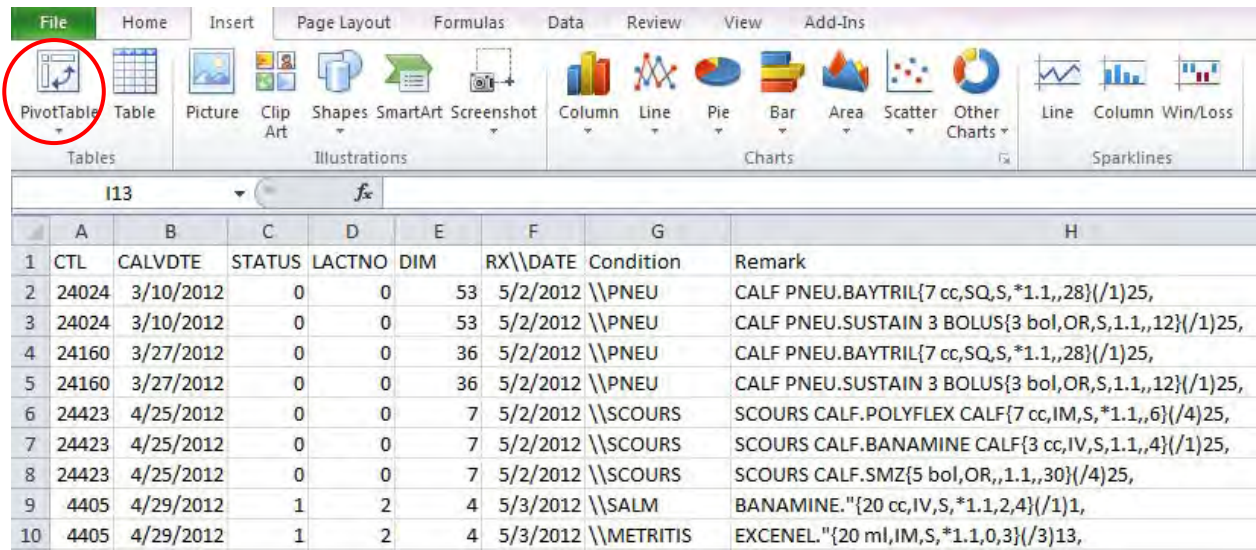 File Home Insert Page Layout Formulas Data Review View Add-Ins
PivotTable Table Picture Clip Art Shapes SmartArt Screenshot Column Line Pie Bar Area Scatter Other Charts Line Column Win/Loss
Tables Illustrations Charts Sparklines
I13 fx
A B C D E F G H
1 CTL CALVDTE STATUS LACTNO DIM RX\\DATE Condition Remark
2 24024 3/10/2012 0 0 53 5/2/2012 \\PNEU CALF PNEU.BAYTRIL{7 cc,SQ,S,*1.1,,28}(/1)25,
3 24024 3/10/2012 0 0 53 5/2/2012 \\PNEU CALF PNEU.SUSTAIN 3 BOLUS{3 bol,OR,S,1.1,,12}(/1)25,
4 24160 3/27/2012 0 0 36 5/2/2012 \\PNEU CALF PNEU.BAYTRIL{7 cc,SQ,S,*1.1,,28}(/1)25,
5 24160 3/27/2012 0 0 36 5/2/2012 \\PNEU CALF PNEU.SUSTAIN 3 BOLUS{3 bol,OR,S,1.1,,12}(/1)25,
6 24423 4/25/2012 0 0 7 5/2/2012 \\SCOURS SCOURS CALF.POLYFLEX CALF{7 cc,IM,S,*1.1,,6}(/4)25,
7 24423 4/25/2012 0 0 7 5/2/2012 \\SCOURS SCOURS CALF.BANAMINE CALF{3 cc,IV,S,1.1,,4}(/1)25,
8 24423 4/25/2012 0 0 7 5/2/2012 \\SCOURS SCOURS CALF.SMZ{5 bol,OR,,1.1,,30}(/4)25,
9 4405 4/29/2012 1 2 4 5/3/2012 \\SALM BANAMINE."{20 cc,IV,S,*1.1,2,4}(/1)1,
10 4405 4/29/2012 1 2 4 5/3/2012 \\METRITIS EXCENEL."{20 ml,IM,S,*1.1,0,3}(/3)13,